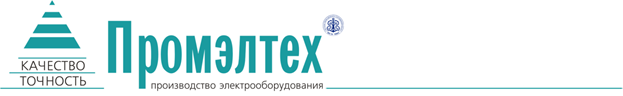 КАЧЕСТВО
ТОЧНОСТЬ
Промэлтех
производство электрооборудования